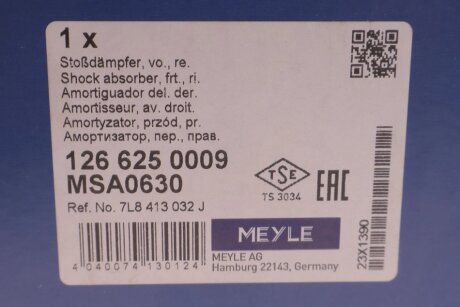 1 x
Stoßdämpfer, vo., re.
Shock absorber, frt., ri.
Amortiguador del. der.
Amortisseur, av. droit.
Amortyzator, przód, pr.
Амортизатор, пер., прав.
126 625 0009
MSA0630
Ref. No. 7L8 413 032 J
TSE
TS 3034
EAC
MEYLE
MEYLE AG
Hamburg 22143, Germany
4 040074 130124
23X1390